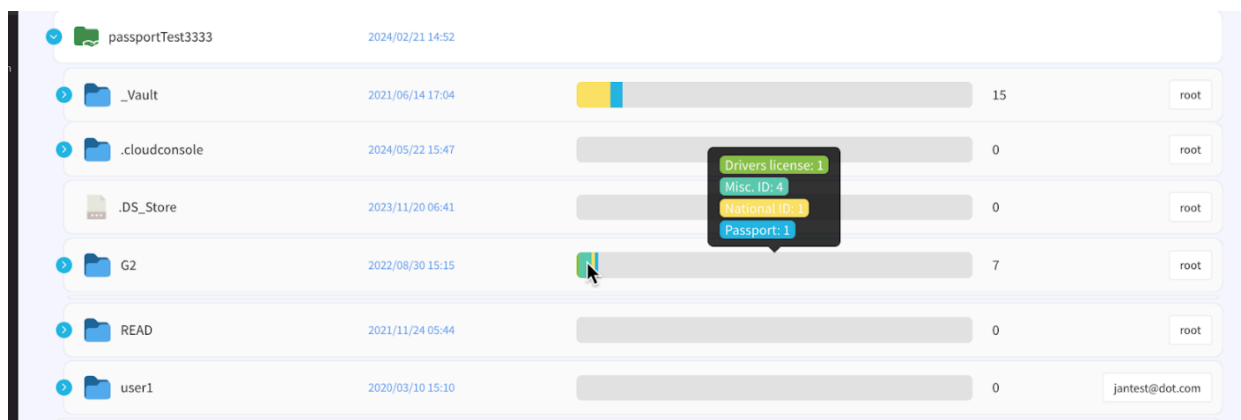 passportTest3333 2024/02/21 14:52
_Vault 2021/06/14 17:04 15 root
.cloudconsole 2024/05/22 15:47 0 root
Drivers license: 1
Misc. ID: 4
.DS_Store 2023/11/20 06:41 0 root
National ID: 1
Passport: 1
G2 2022/08/30 15:15 7 root
READ 2021/11/24 05:44 0 root
user1 2020/03/10 15:10 0 jantest@dot.com